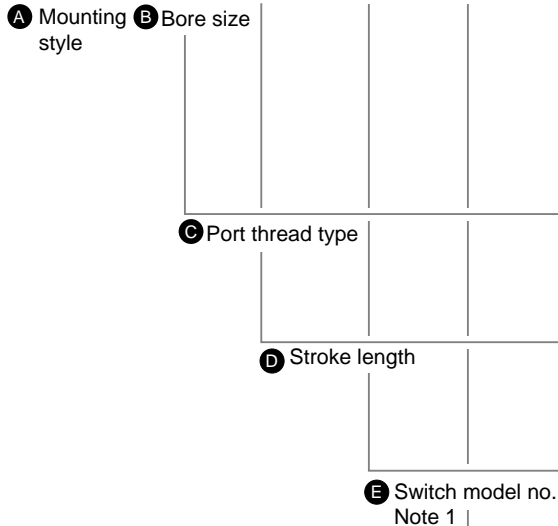 A Mounting style
B Bore size
C Port thread type
D Stroke length
E Switch model no.
Note 1